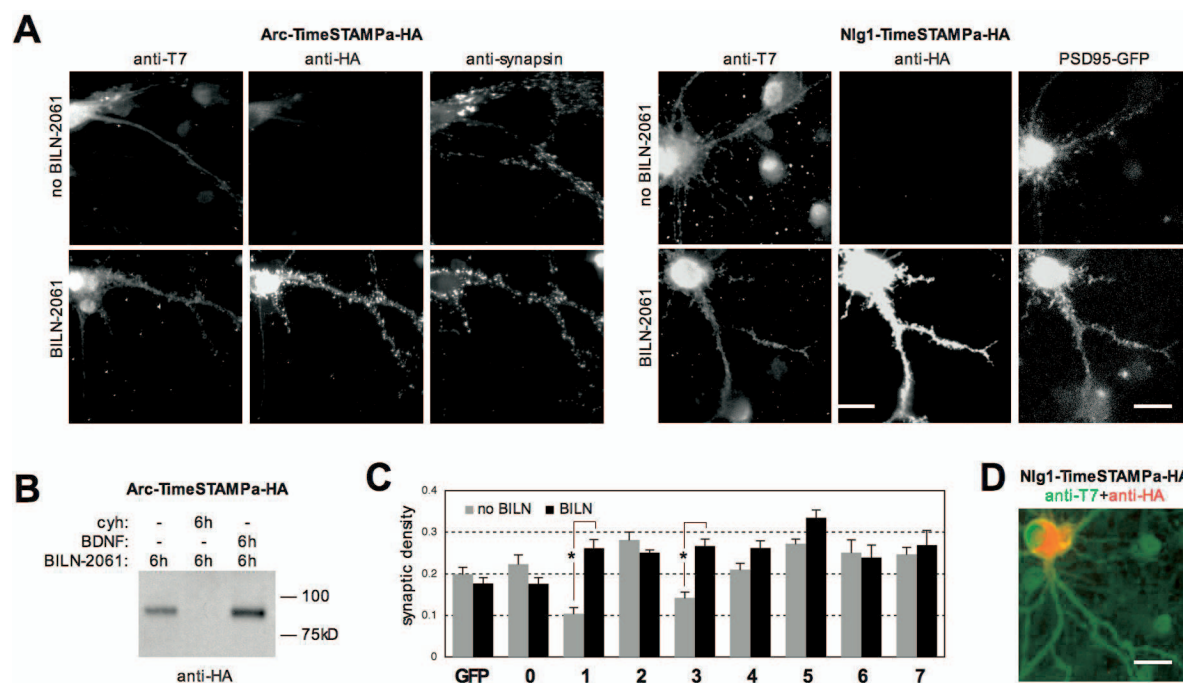 A
Arc-TimeSTAMPa-HA
anti-T7 anti-HA anti-synapsin
no BILN-2061
BILN-2061
Nlg1-TimeSTAMPa-HA
anti-T7 anti-HA PSD95-GFP
no BILN-2061
BILN-2061
B
Arc-TimeSTAMPa-HA
cyh: - 6h -
BDNF: - - 6h
BILN-2061: 6h 6h 6h
100
75kD
anti-HA
C
no BILN BILN
synaptic density
0.4
0.3
0.2
0.1
0
* *
GFP 0 1 2 3 4 5 6 7
D
Nlg1-TimeSTAMPa-HA
anti-T7+anti-HA